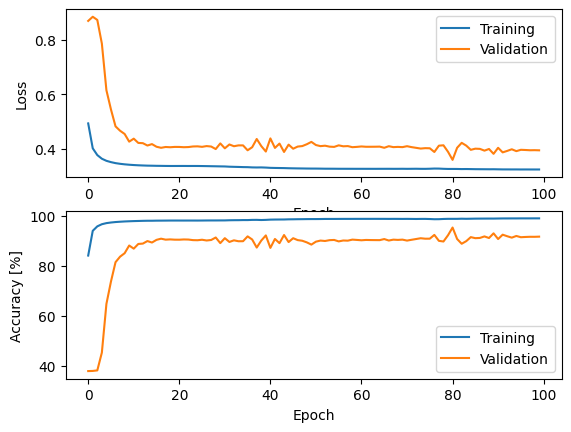 0.8
0.6
0.4
Loss
Training
Validation
0 20 40 60 80 100
Epoch
100
80
60
40
Accuracy [%]
Training
Validation
0 20 40 60 80 100
Epoch